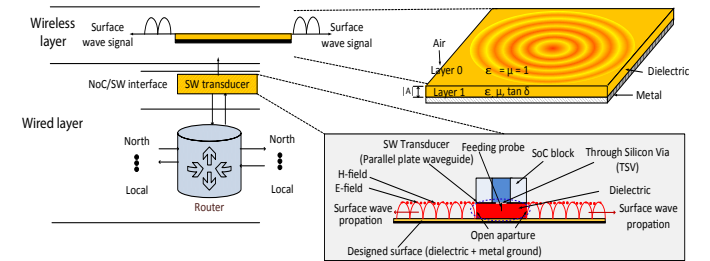 Wireless
layer
Surface
wave signal
Surface
wave signal
NoC/SW interface
SW transducer
Wired layer
North
Local
North
Local
Router
Air
Layer 0
ε = μ = 1
Layer 1
ε, μ, tan δ
|A
Dielectric
Metal
SW Transducer
(Parallel plate waveguide)
Feeding probe
SoC block
Through Silicon Via
(TSV)
H-field
E-field
Dielectric
Surface wave
propation
Surface wave
propation
Open aparture
Designed surface (dielectric + metal ground)